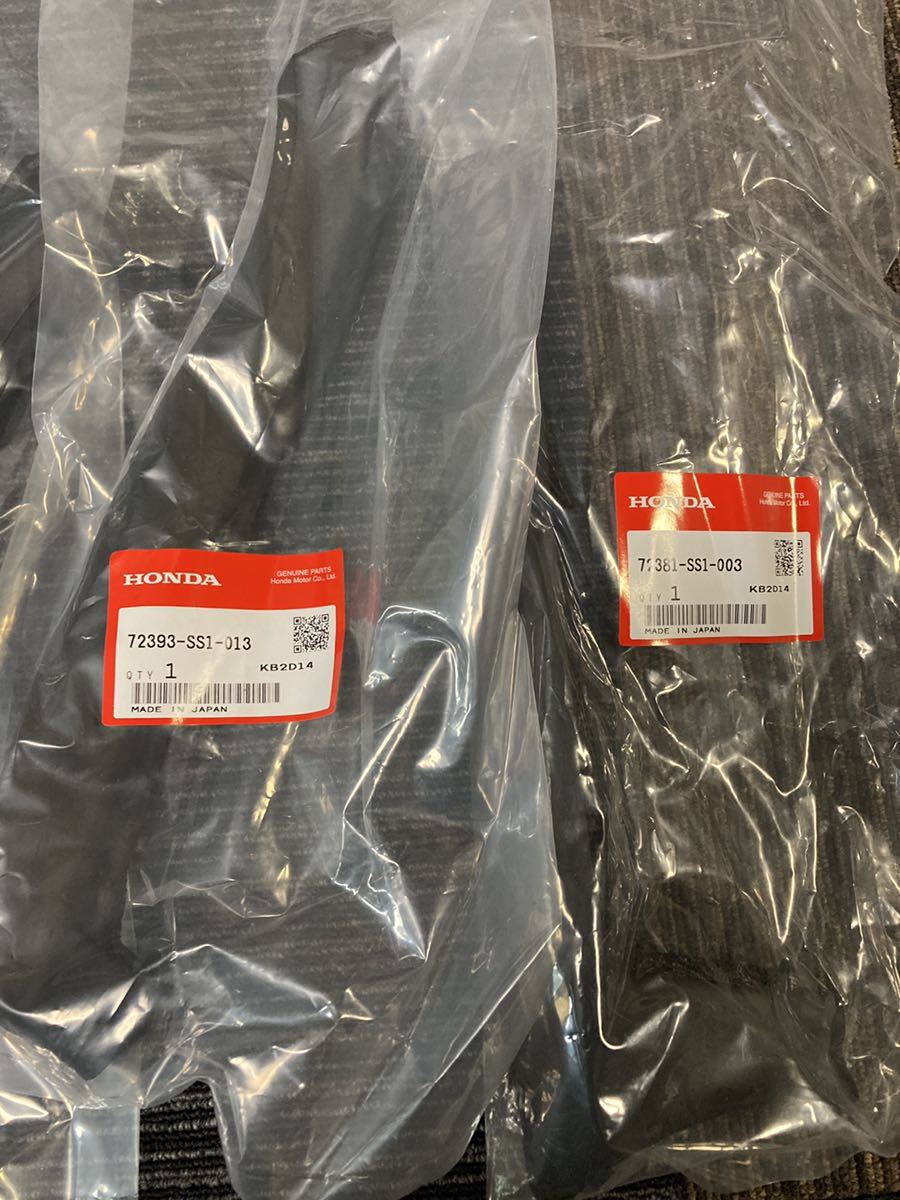 HONDA
GENUINE PARTS
Honda Motor Co., Ltd.
72393-SS1-013
QTY 1
KB2D14
MADE IN JAPAN
HONDA
GENUINE PARTS
Honda Motor Co., Ltd.
72381-SS1-003
QTY 1
KB2D14
MADE IN JAPAN